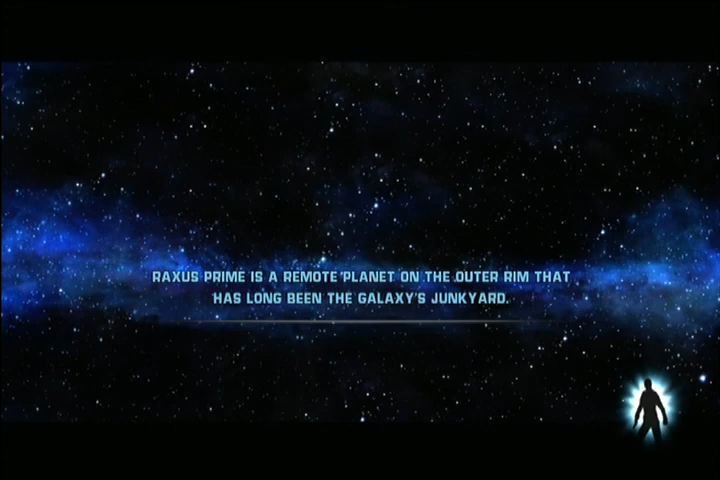 RAXUS PRIME IS A REMOTE PLANET ON THE OUTER RIM THAT
HAS LONG BEEN THE GALAXY'S JUNKYARD.